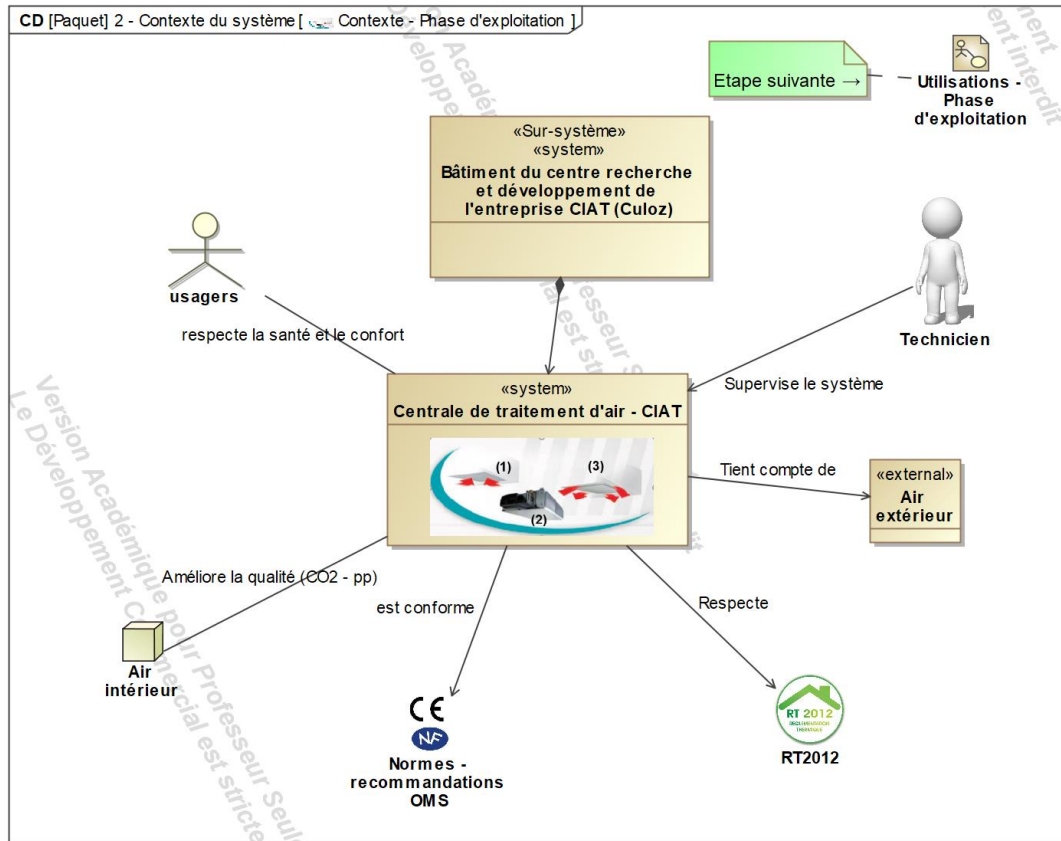 CD [Paquet] 2 - Contexte du système [ Contexte - Phase d'exploitation ]
Etape suivante →
Utilisations -
Phase
d'exploitation
«Sur-système»
«system»
Bâtiment du centre recherche
et développement de
l'entreprise CIAT (Culoz)
usagers
respecte la santé et le confort
Technicien
Supervise le système
«system»
Centrale de traitement d'air - CIAT
(1)
(2)
(3)
Tient compte de
«external»
Air
extérieur
Améliore la qualité (CO2 - pp)
est conforme
Respecte
Air
intérieur
CE
NF
Normes -
recommandations
OMS
RT 2012
RÉGLEMENTATION
THERMIQUE
RT2012
Version Académique pour Professeur Seul
Le Développement Commercial est stricte